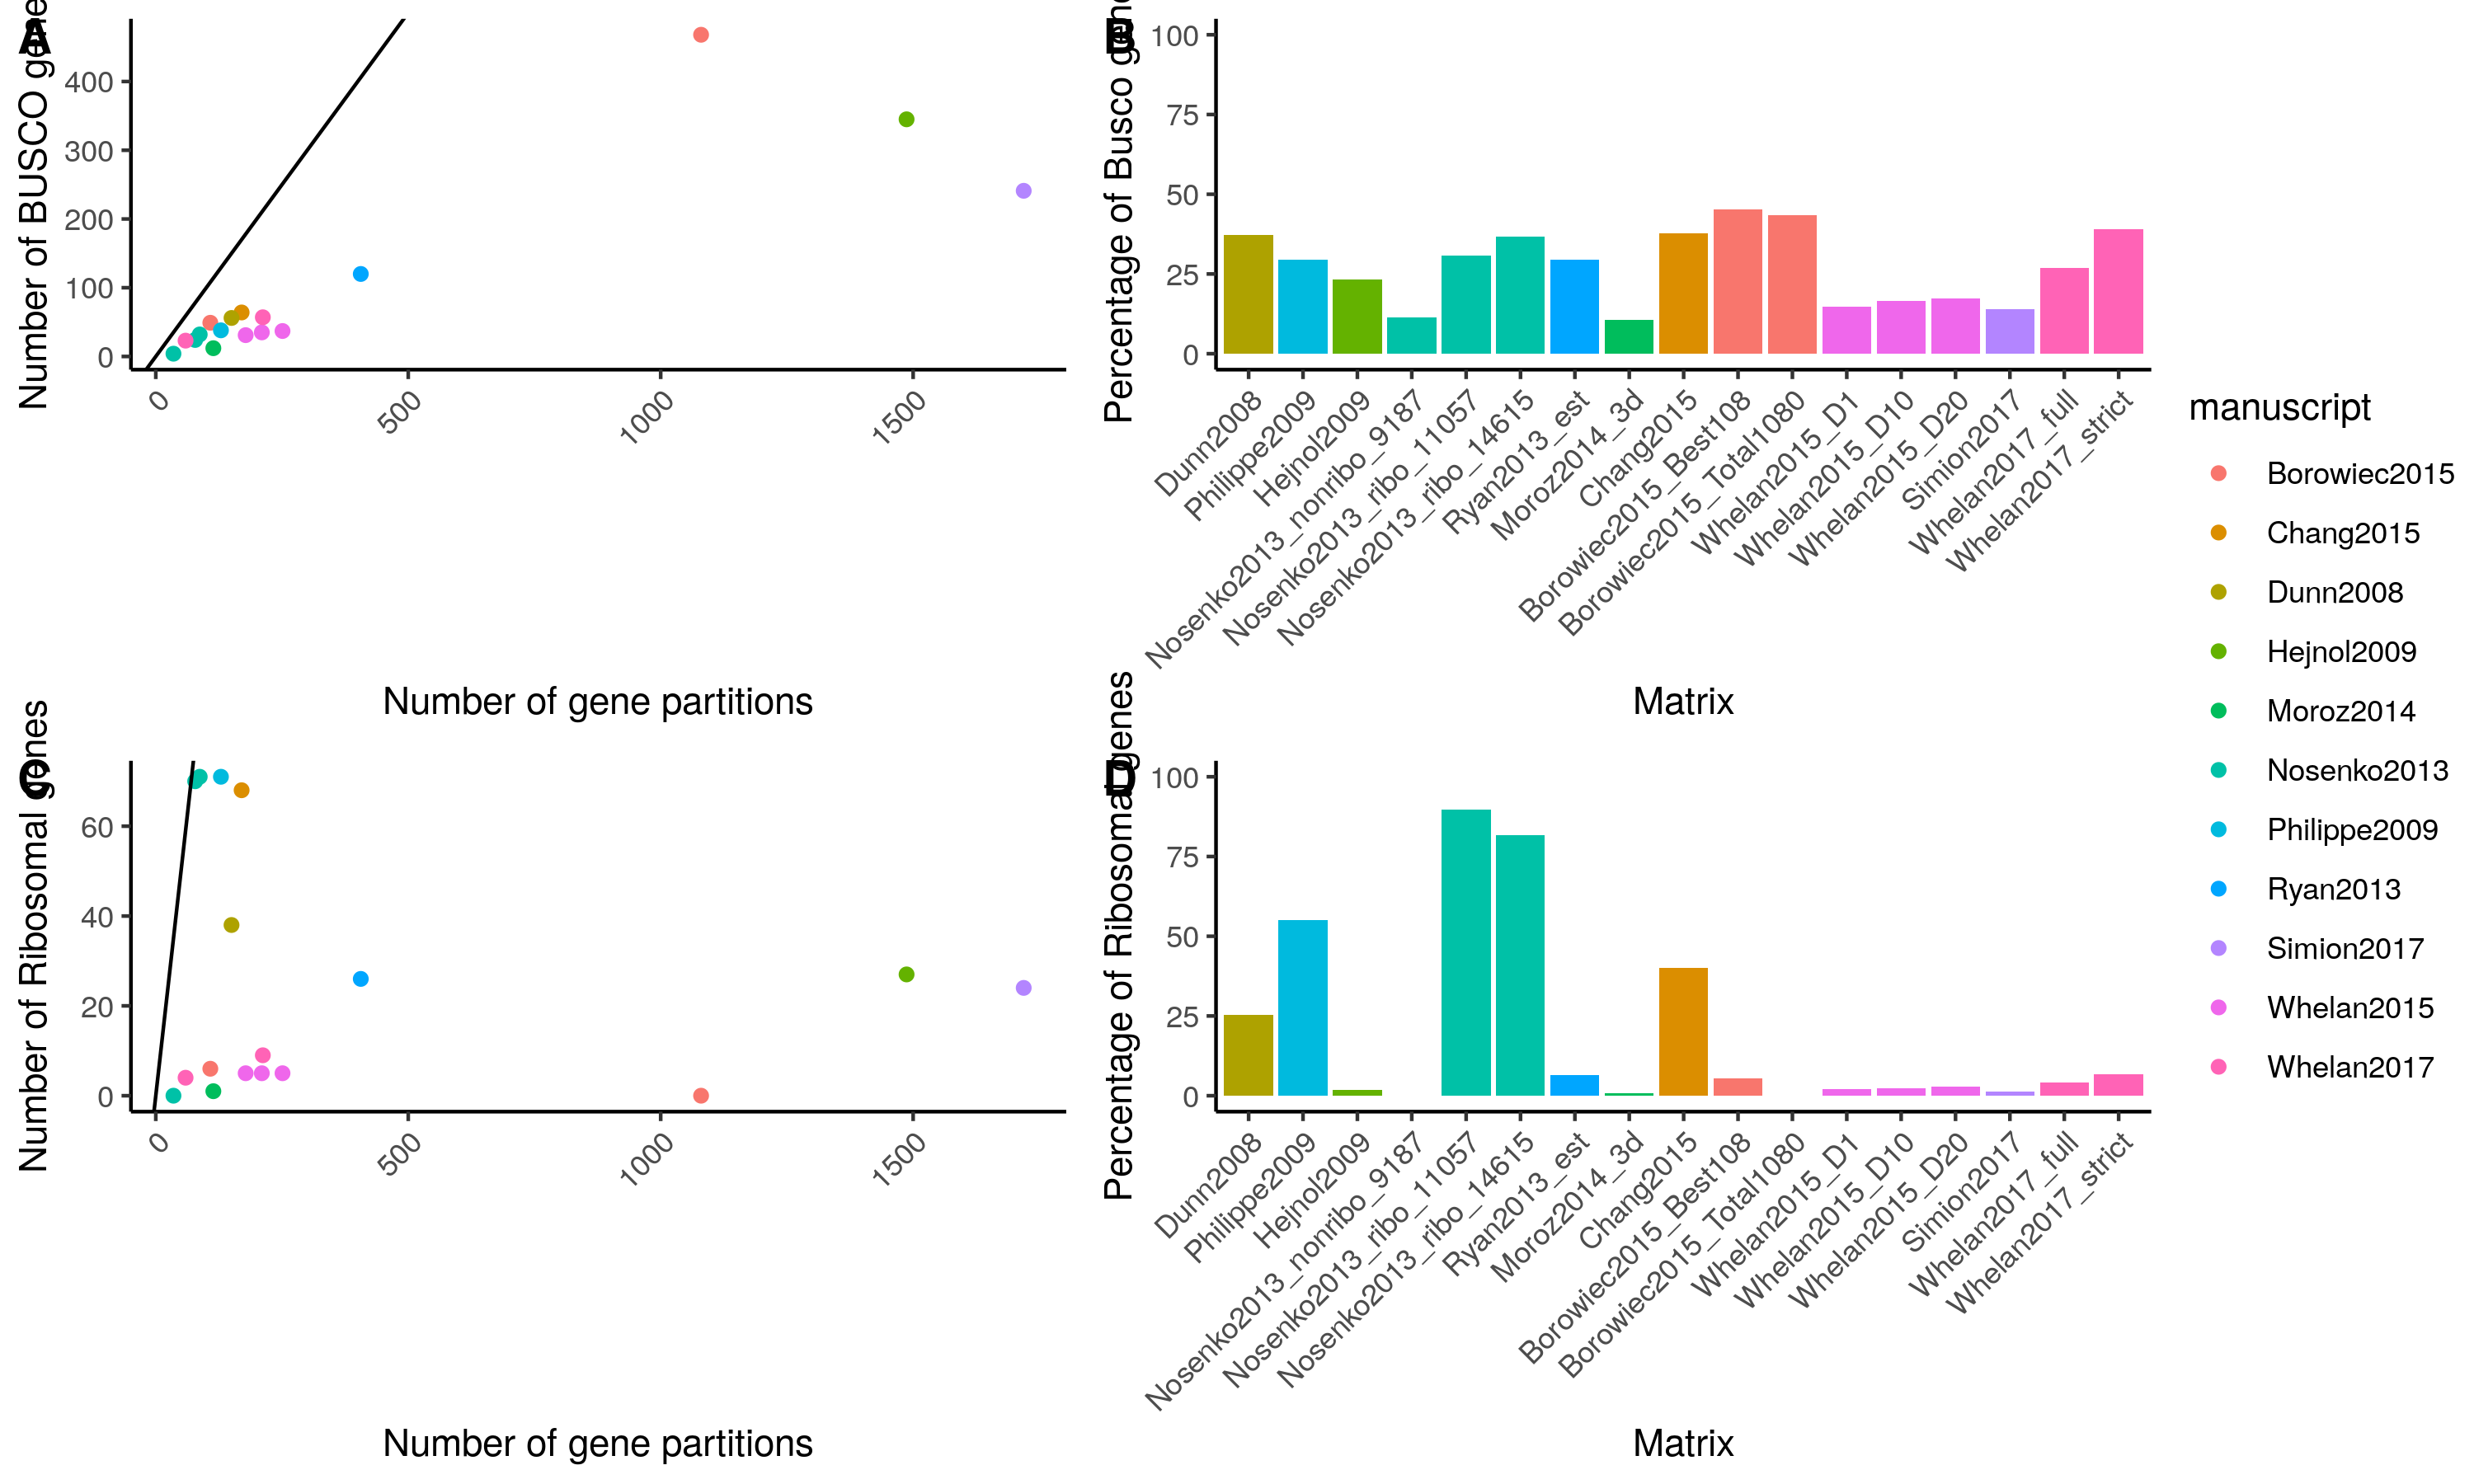 A
Number of BUSCO gene
400
300
200
100
0
0
500
1000
1500
Number of gene partitions
B
Percentage of Busco gen
100
75
50
25
0
Dunn2008
Philippe2009
Hejnol2009
Nosenko2013_nonribo_9187
Nosenko2013_ribo_11057
Nosenko2013_ribo_14615
Ryan2013_est
Moroz2014_3d
Chang2015
Borowiec2015_Best108
Borowiec2015_Total1080
Whelan2015_D1
Whelan2015_D10
Whelan2015_D20
Simion2017
Whelan2017_full
Whelan2017_strict
Matrix
C
Number of Ribosomal genes
60
40
20
0
0
500
1000
1500
Number of gene partitions
D
Percentage of Ribosomal genes
100
75
50
25
0
Dunn2008
Philippe2009
Hejnol2009
Nosenko2013_nonribo_9187
Nosenko2013_ribo_11057
Nosenko2013_ribo_14615
Ryan2013_est
Moroz2014_3d
Chang2015
Borowiec2015_Best108
Borowiec2015_Total1080
Whelan2015_D1
Whelan2015_D10
Whelan2015_D20
Simion2017
Whelan2017_full
Whelan2017_strict
Matrix
manuscript
Borowiec2015
Chang2015
Dunn2008
Hejnol2009
Moroz2014
Nosenko2013
Philippe2009
Ryan2013
Simion2017
Whelan2015
Whelan2017